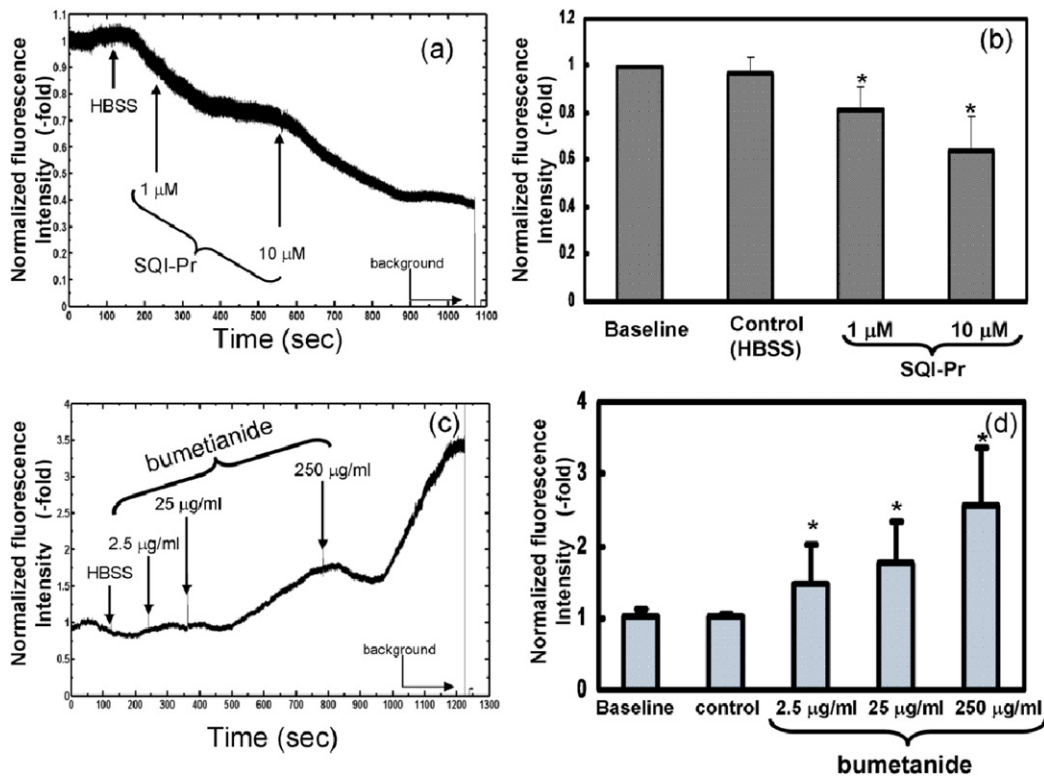 Normalized fluorescence
Intensity (-fold)
1.1
1
0.9
0.8
0.7
0.6
0.5
0.4
0.3
0.2
0.1
0
(a)
HBSS
1 μM
SQI-Pr
10 μM
background
0 100 200 300 400 500 600 700 800 900 1000 1100
Time (sec)
Normalized fluorescence
Intensity (-fold)
1.2
1
0.8
0.6
0.4
0.2
0
(b)
*
*
Baseline
Control
(HBSS)
1 μM 10 μM
SQI-Pr
Normalized fluorescence
Intensity (-fold)
4
3.5
3
2.5
2
1.5
1
0.5
0
(c)
bumetianide
250 μg/ml
25 μg/ml
2.5 μg/ml
HBSS
background
0 100 200 300 400 500 600 700 800 900 1000 1100 1200 1300
Time (sec)
Normalized fluorescence
Intensity (-fold)
4
3
2
1
0
(d)
*
*
*
Baseline control 2.5 μg/ml 25 μg/ml 250 μg/ml
bumetanide